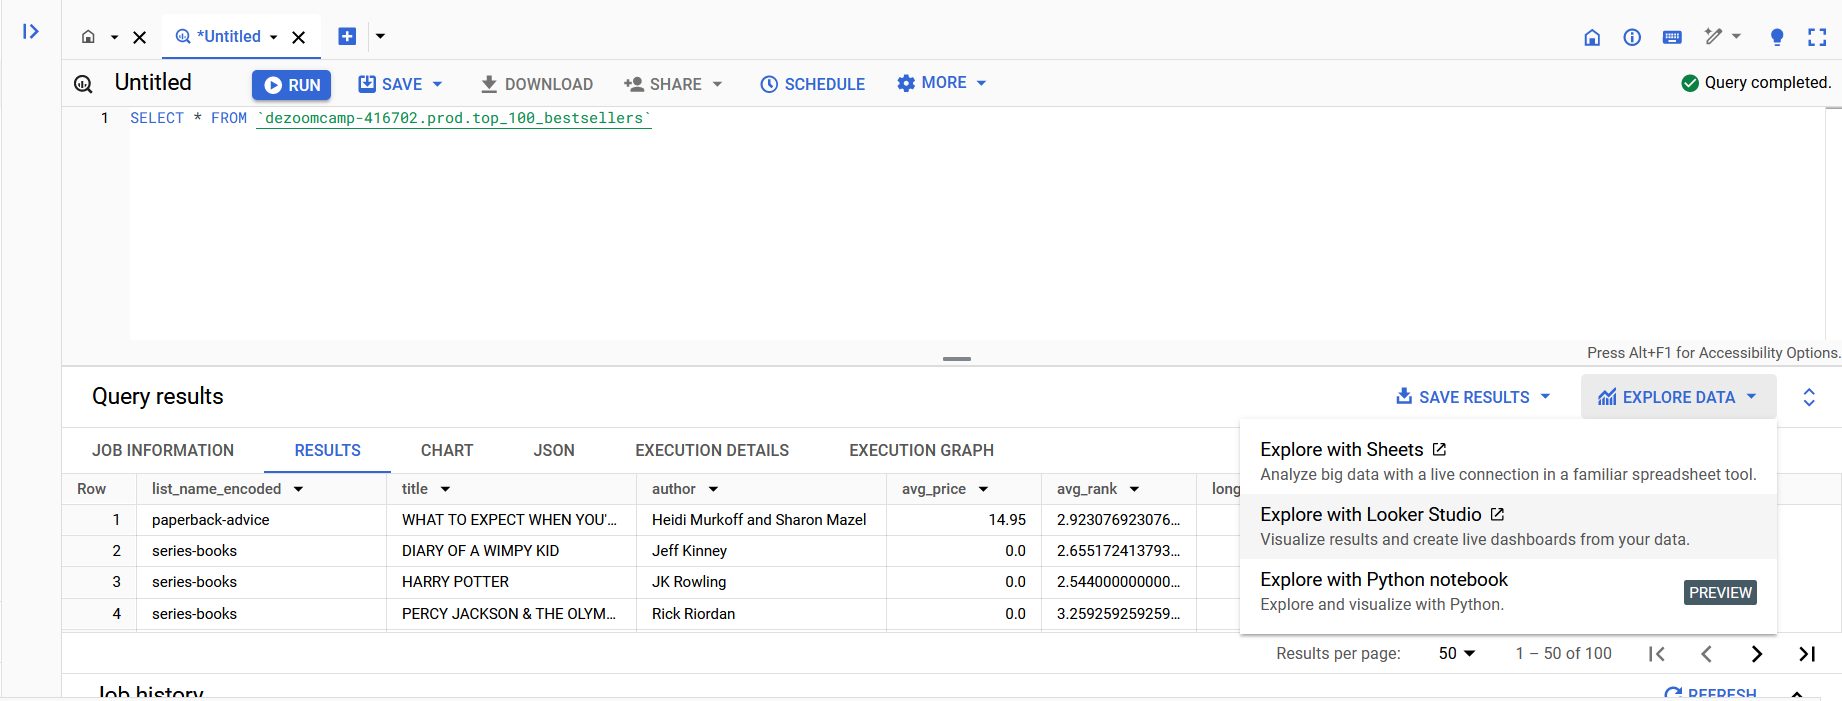 *Untitled
Untitled RUN SAVE DOWNLOAD SHARE SCHEDULE MORE Query completed.
1 SELECT * FROM `dezoomcamp-416702.prod.top_100_bestsellers`
Press Alt+F1 for Accessibility Options.
Query results SAVE RESULTS EXPLORE DATA
JOB INFORMATION RESULTS CHART JSON EXECUTION DETAILS EXECUTION GRAPH
Row list_name_encoded title author avg_price avg_rank long
1 paperback-advice WHAT TO EXPECT WHEN YOU'... Heidi Murkoff and Sharon Mazel 14.95 2.923076923076...
2 series-books DIARY OF A WIMPY KID Jeff Kinney 0.0 2.655172413793...
3 series-books HARRY POTTER JK Rowling 0.0 2.544000000000...
4 series-books PERCY JACKSON & THE OLYM... Rick Riordan 0.0 3.259259259259...
Explore with Sheets
Analyze big data with a live connection in a familiar spreadsheet tool.
Explore with Looker Studio
Visualize results and create live dashboards from your data.
Explore with Python notebook
Explore and visualize with Python.
PREVIEW
Results per page: 50 1 – 50 of 100
Job history REFRESH